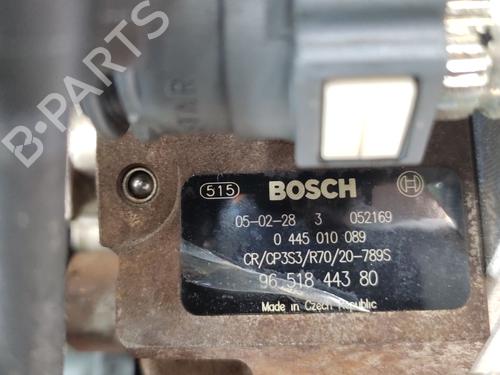 B-PARTS
515 BOSCH
05-02-28 3 052169
0 445 010 089
CR/CP3S3/R70/20-789S
96 518 443 80
Made in Czech Republic